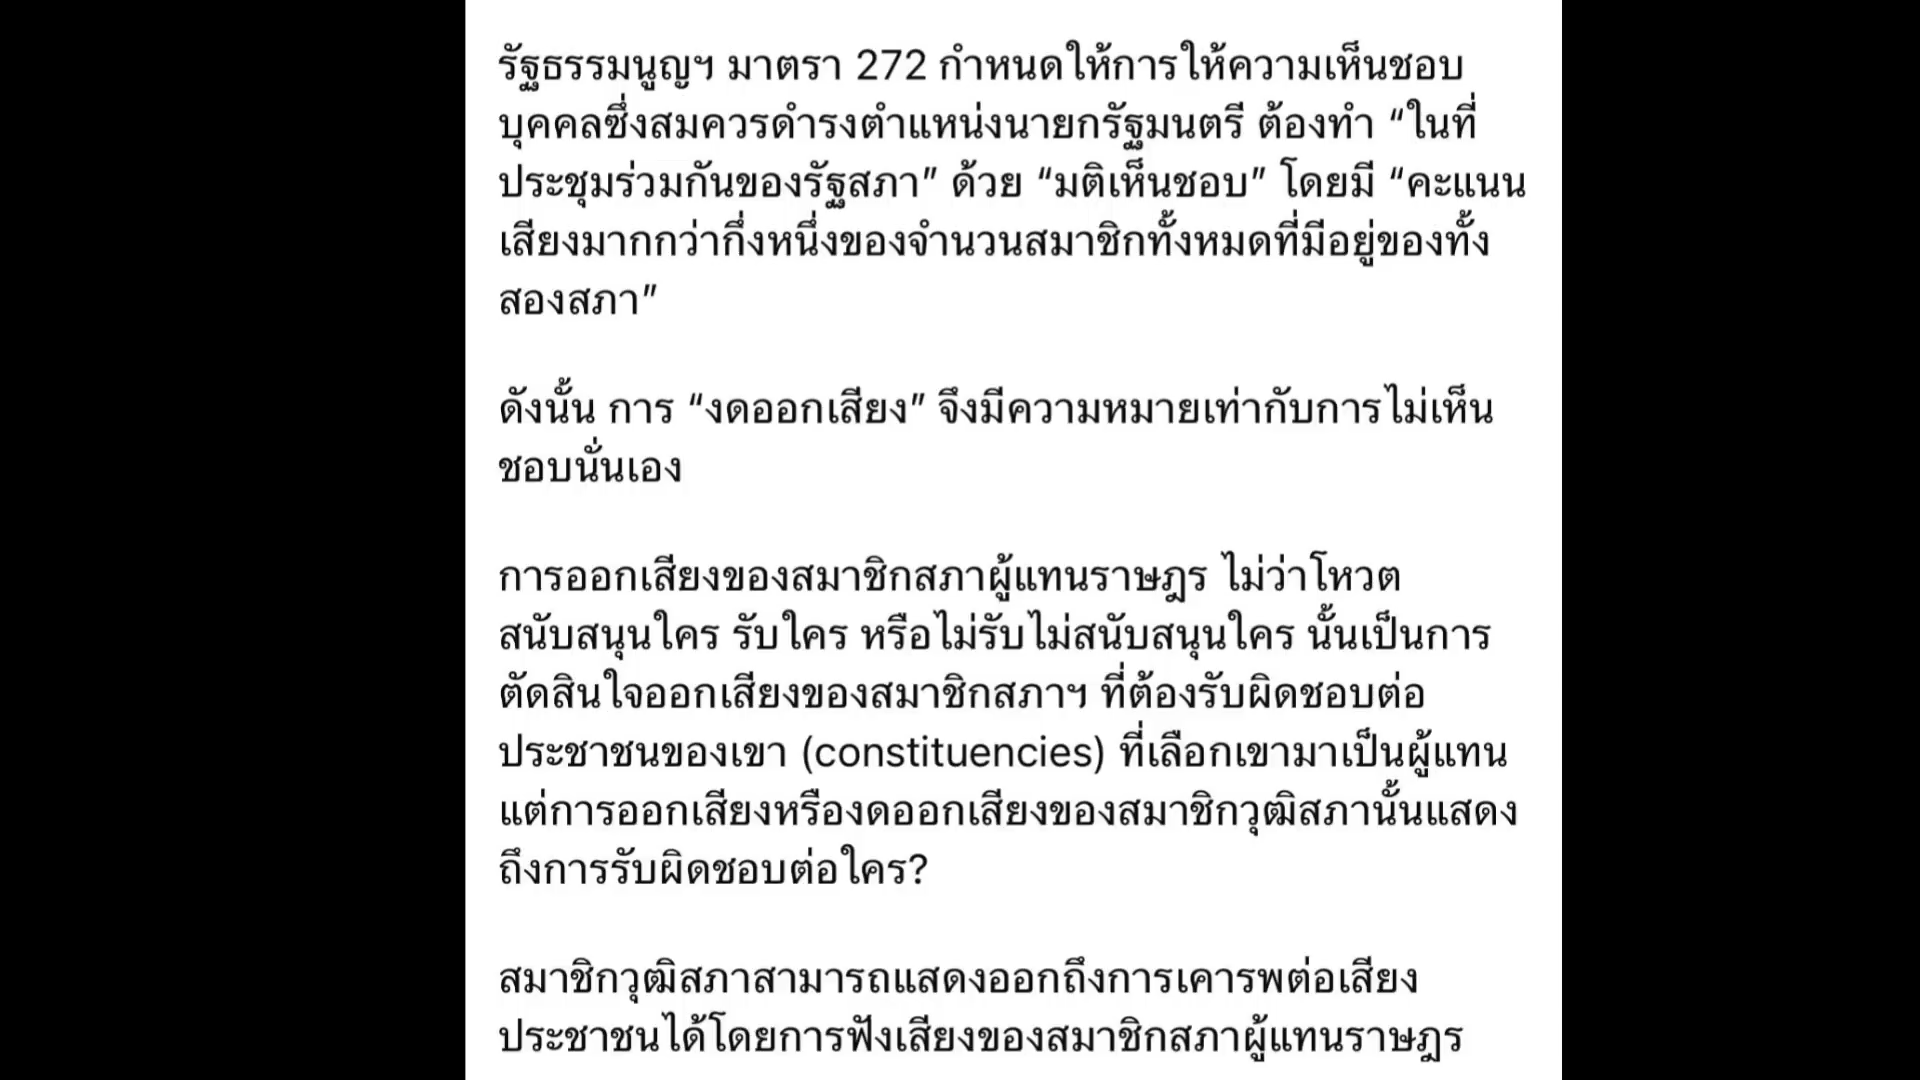 รัฐธรรมนูญฯ มาตรา 272 กำหนดให้การให้ความเห็นชอบ
บุคคลซึ่งสมควรดำรงตำแหน่งนายกรัฐมนตรี ต้องทำ “ในที่
ประชุมร่วมกันของรัฐสภา” ด้วย “มติเห็นชอบ” โดยมี “คะแนน
เสียงมากกว่ากึ่งหนึ่งของจำนวนสมาชิกทั้งหมดที่มีอยู่ของทั้ง
สองสภา”
ดังนั้น การ “งดออกเสียง” จึงมีความหมายเท่ากับการไม่เห็น
ชอบนั่นเอง
การออกเสียงของสมาชิกสภาผู้แทนราษฎร ไม่ว่าโหวต
สนับสนุนใคร รับใคร หรือไม่รับไม่สนับสนุนใคร นั้นเป็นการ
ตัดสินใจออกเสียงของสมาชิกสภาฯ ที่ต้องรับผิดชอบต่อ
ประชาชนของเขา (constituencies) ที่เลือกเขามาเป็นผู้แทน
แต่การออกเสียงหรืองดออกเสียงของสมาชิกวุฒิสภานั้นแสดง
ถึงการรับผิดชอบต่อใคร?
สมาชิกวุฒิสภาสามารถแสดงออกถึงการเคารพต่อเสียง
ประชาชนได้โดยการฟังเสียงของสมาชิกสภาผู้แทนราษฎร